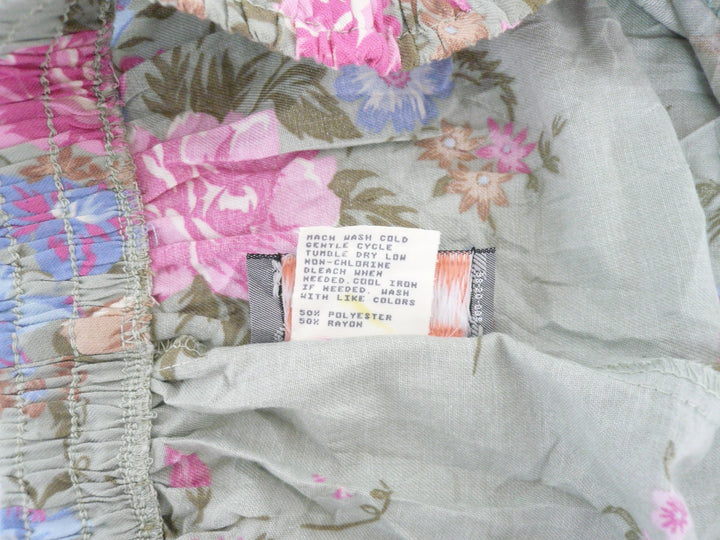 MACH WASH COLD
GENTLE CYCLE
TUMBLE DRY LOW
NON-CHLORINE
BLEACH WHEN
NEEDED.COOL IRON
IF NEEDED. WASH
WITH LIKE COLORS
50% POLYESTER
50% RAYON